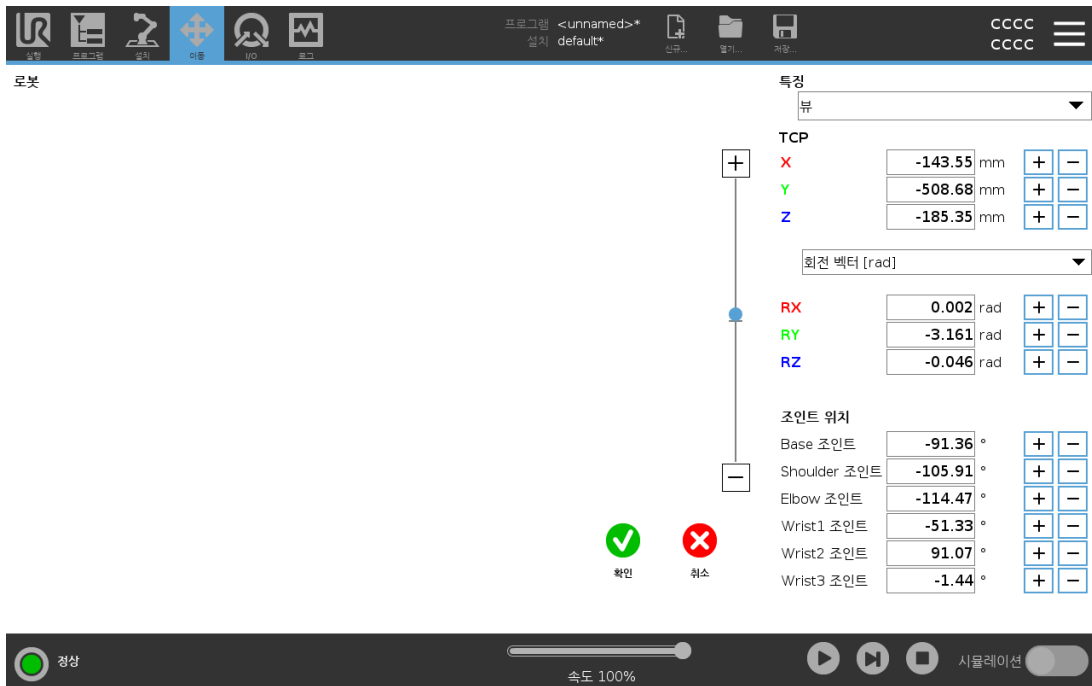 UR
실행 프로그램 설치 이동 I/O 로그
프로그램 <unnamed>*
설치 default*
신규... 열기... 저장...
CCCC
CCCC
로봇
특징
뷰
TCP
X -143.55 mm + −
Y -508.68 mm + −
Z -185.35 mm + −
회전 벡터 [rad]
RX 0.002 rad + −
RY -3.161 rad + −
RZ -0.046 rad + −
조인트 위치
Base 조인트 -91.36 ° + −
Shoulder 조인트 -105.91 ° + −
Elbow 조인트 -114.47 ° + −
Wrist1 조인트 -51.33 ° + −
Wrist2 조인트 91.07 ° + −
Wrist3 조인트 -1.44 ° + −
확인 취소
정상
속도 100%
시뮬레이션